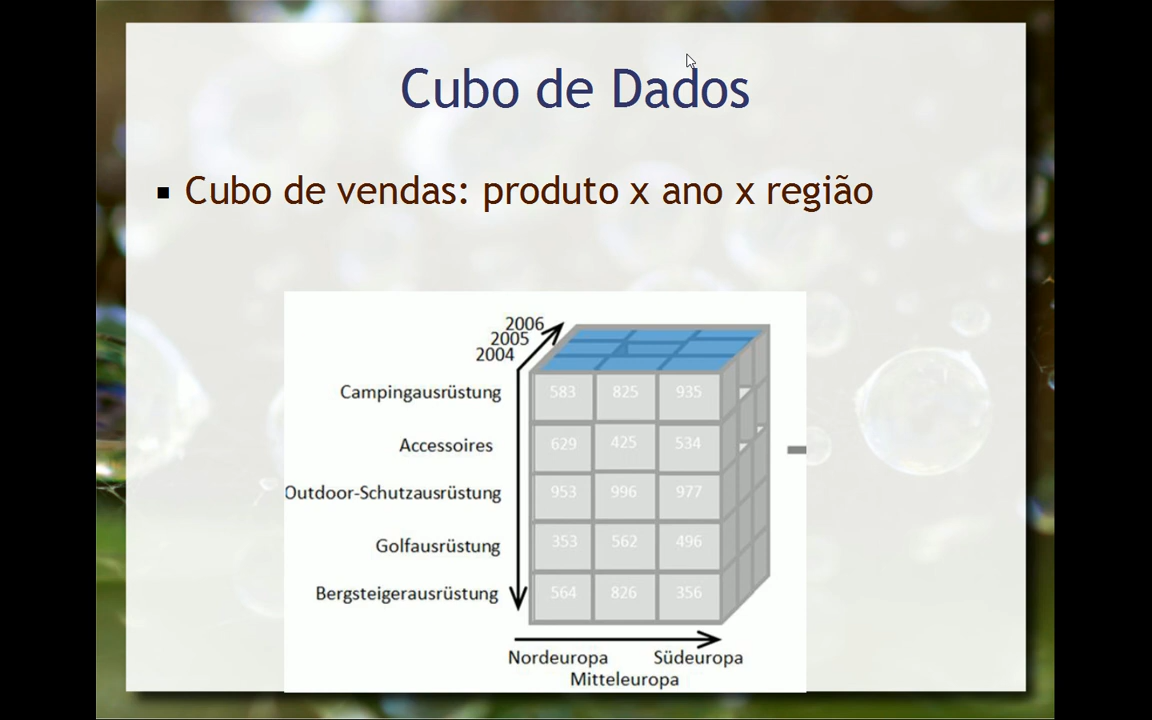 Cubo de Dados
▪ Cubo de vendas: produto x ano x região
2006
2005
2004
Campingausrüstung 583 825 935
Accessoires 629 425 534
Outdoor-Schutzausrüstung 953 996 977
Golfausrüstung 353 562 496
Bergsteigerausrüstung 564 826 356
Nordeuropa Südeuropa
Mitteleuropa